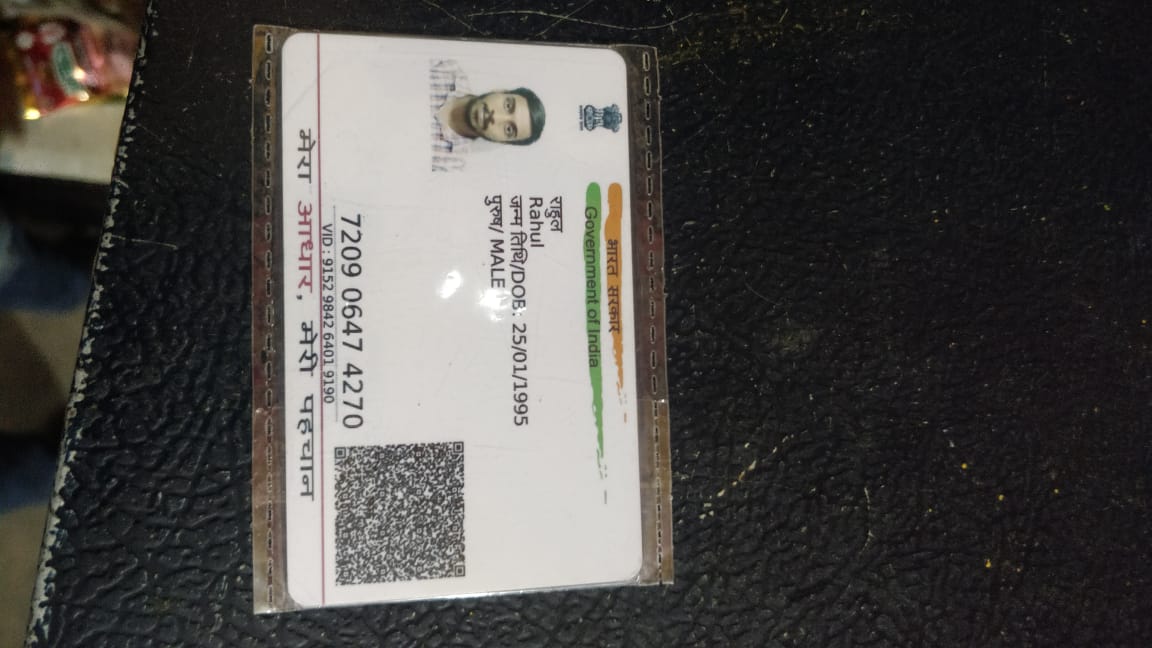 भारत सरकार
Government of India
राहुल
Rahul
जन्म तिथि/DOB: 25/01/1995
पुरुष/ MALE
7209 0647 4270
VID : 9152 9842 6401 9190
मेरा आधार, मेरी पहचान